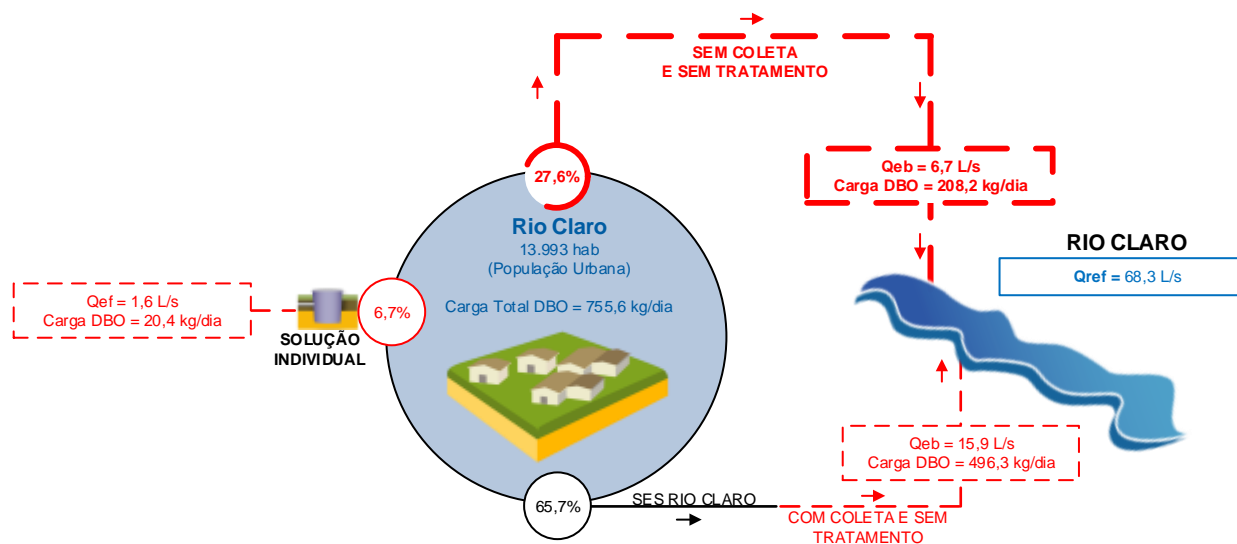 SEM COLETA
E SEM TRATAMENTO
27,6%
Qeb = 6,7 L/s
Carga DBO = 208,2 kg/dia
Rio Claro
13.993 hab
(População Urbana)
Carga Total DBO = 755,6 kg/dia
RIO CLARO
Qref = 68,3 L/s
Qef = 1,6 L/s
Carga DBO = 20,4 kg/dia
SOLUÇÃO
INDIVIDUAL
6,7%
Qeb = 15,9 L/s
Carga DBO = 496,3 kg/dia
65,7%
SES RIO CLARO
COM COLETA E SEM
TRATAMENTO